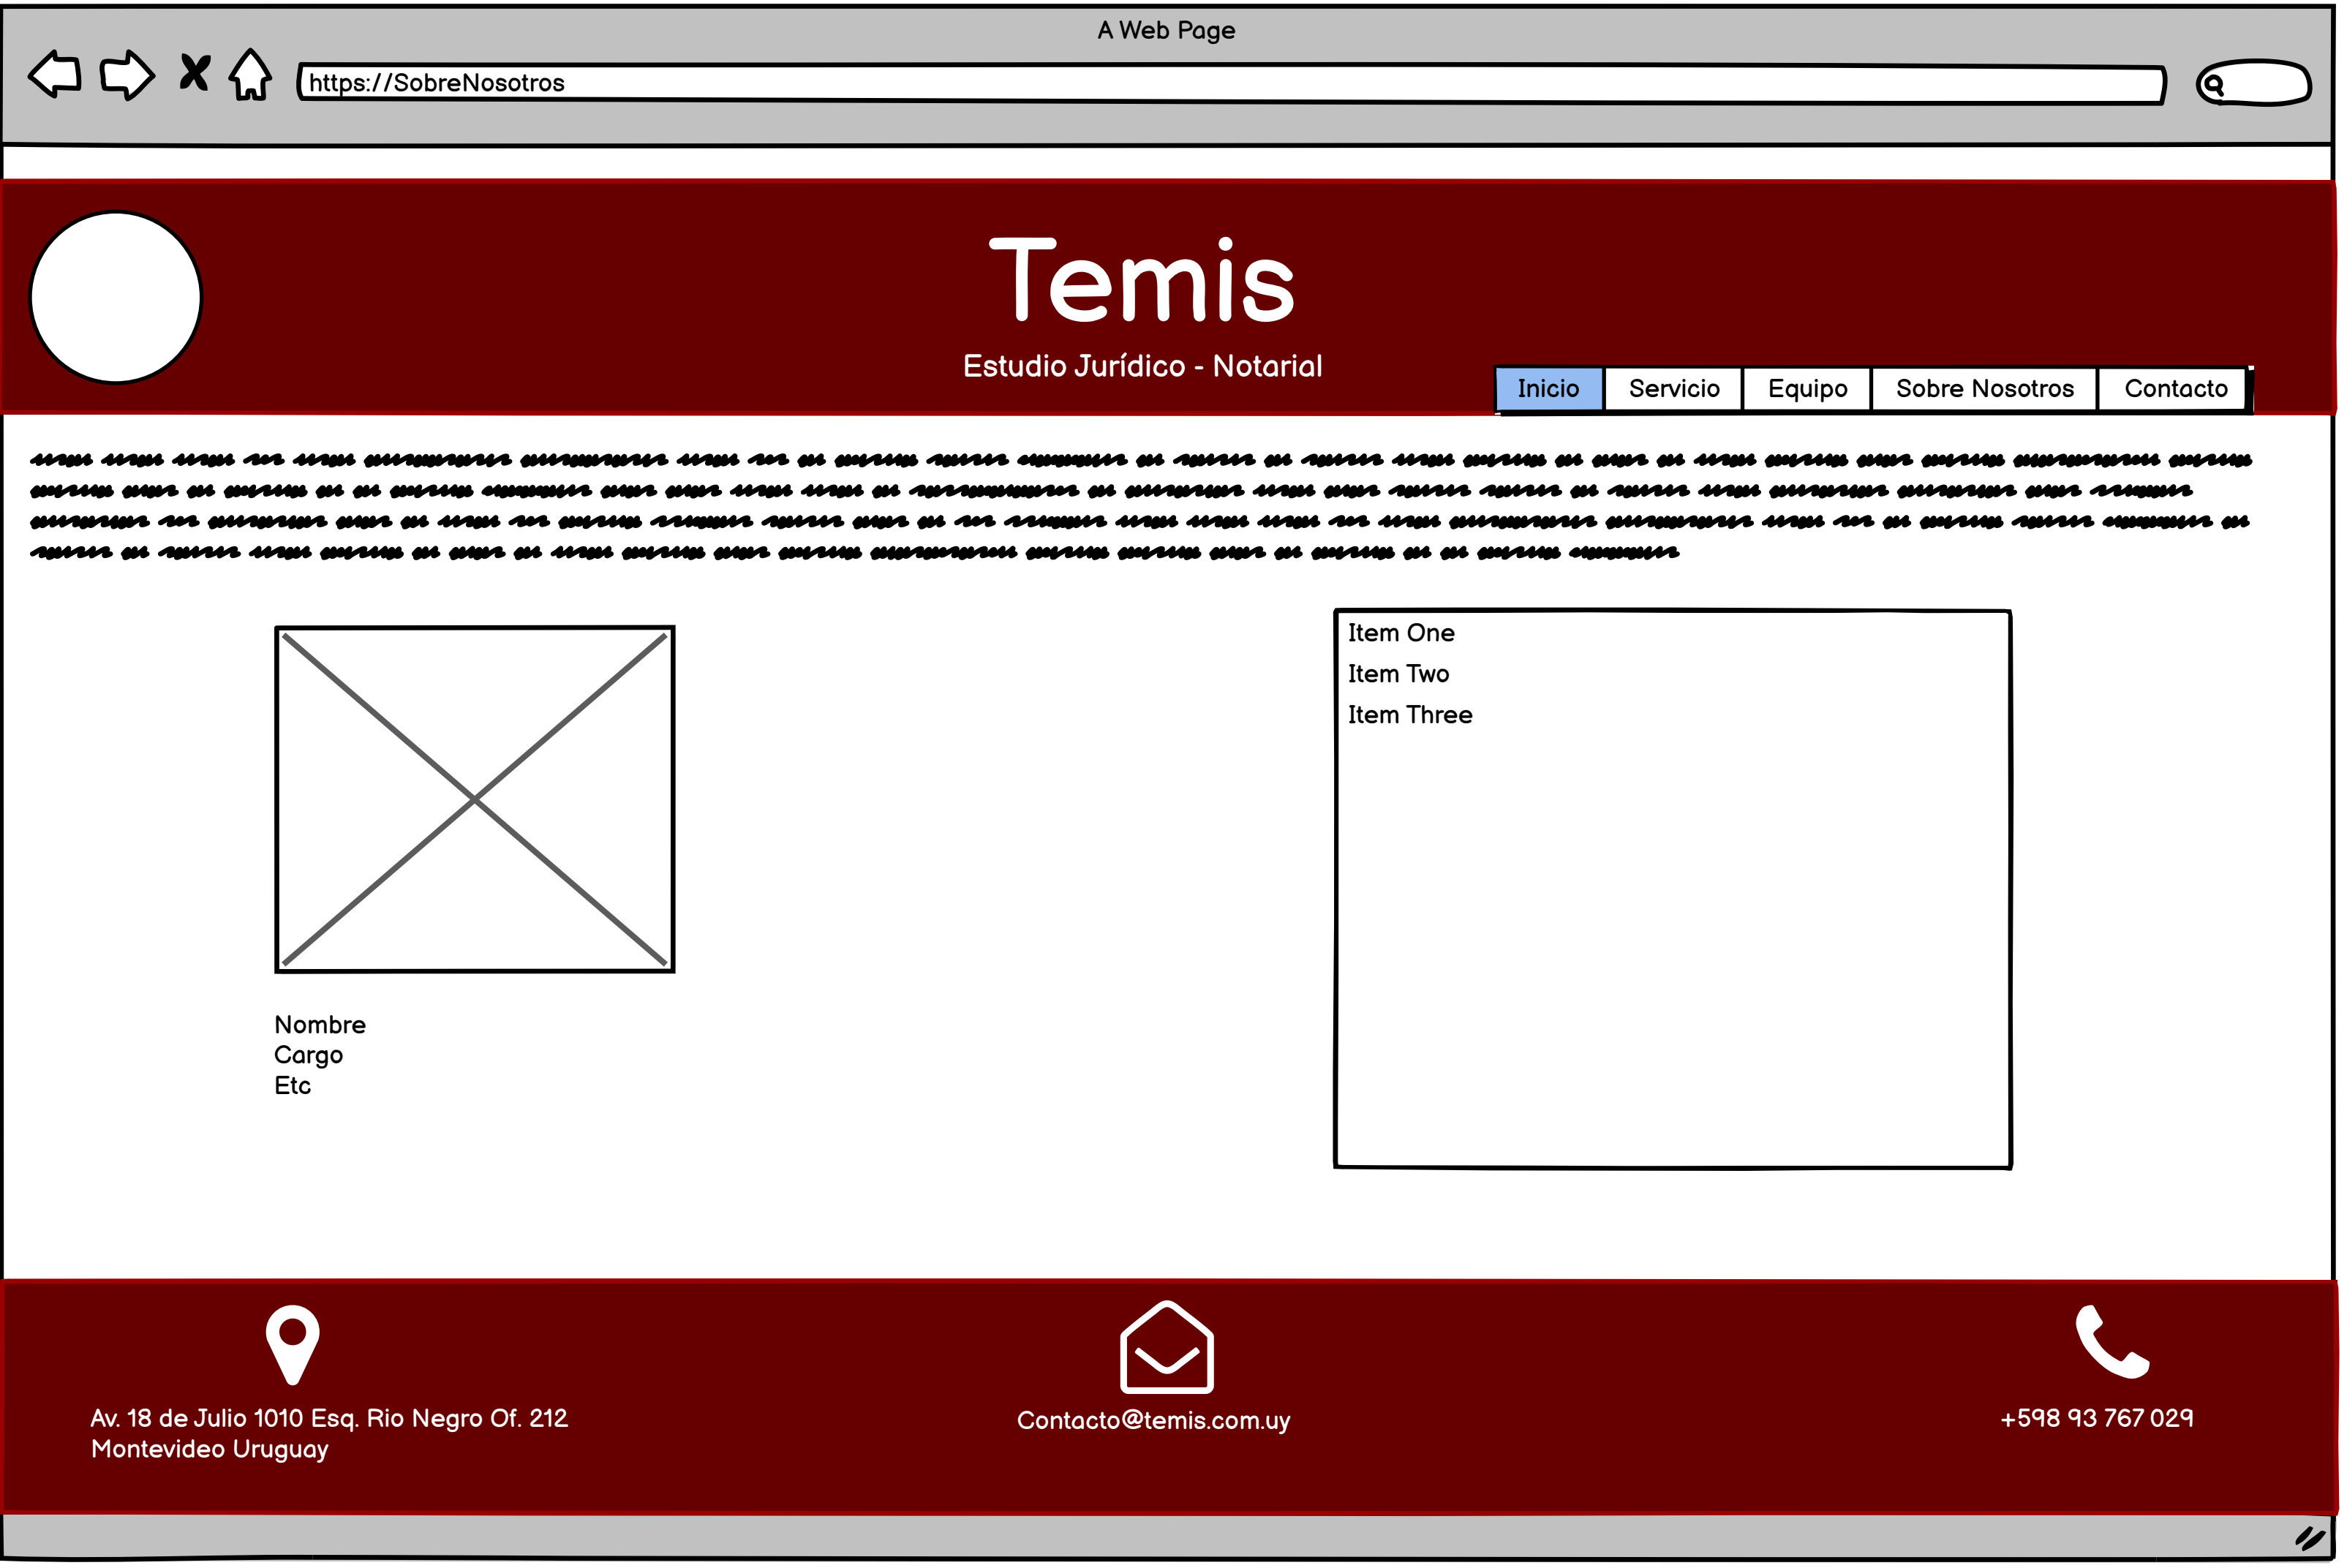 A Web Page
https://SobreNosotros
Temis
Estudio Jurídico - Notarial
Inicio Servicio Equipo Sobre Nosotros Contacto
Item One
Item Two
Item Three
Nombre
Cargo
Etc
Av. 18 de Julio 1010 Esq. Rio Negro Of. 212
Montevideo Uruguay
Contacto@temis.com.uy
+598 93 767 029